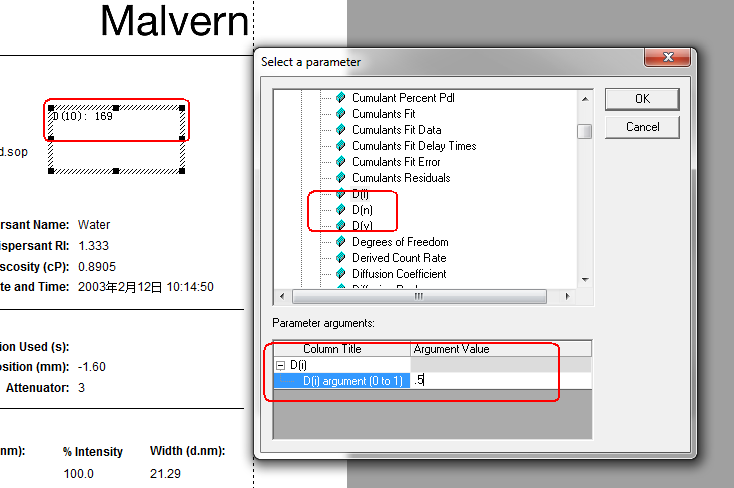 Malvern
D(10): 169
d.sop
ersant Name: Water
ispersant RI: 1.333
scosity (cP): 0.8905
te and Time: 2003年2月12日 10:14:50
ion Used (s):
osition (mm): -1.60
Attenuator: 3
nm): % Intensity Width (d.nm):
100.0 21.29
Select a parameter
Cumulant Percent PdI
Cumulants Fit
Cumulants Fit Data
Cumulants Fit Delay Times
Cumulants Fit Error
Cumulants Residuals
D(i)
D(n)
D(v)
Degrees of Freedom
Derived Count Rate
Diffusion Coefficient
OK
Cancel
Parameter arguments:
Column Title Argument Value
D(i)
D(i) argument (0 to 1) .5